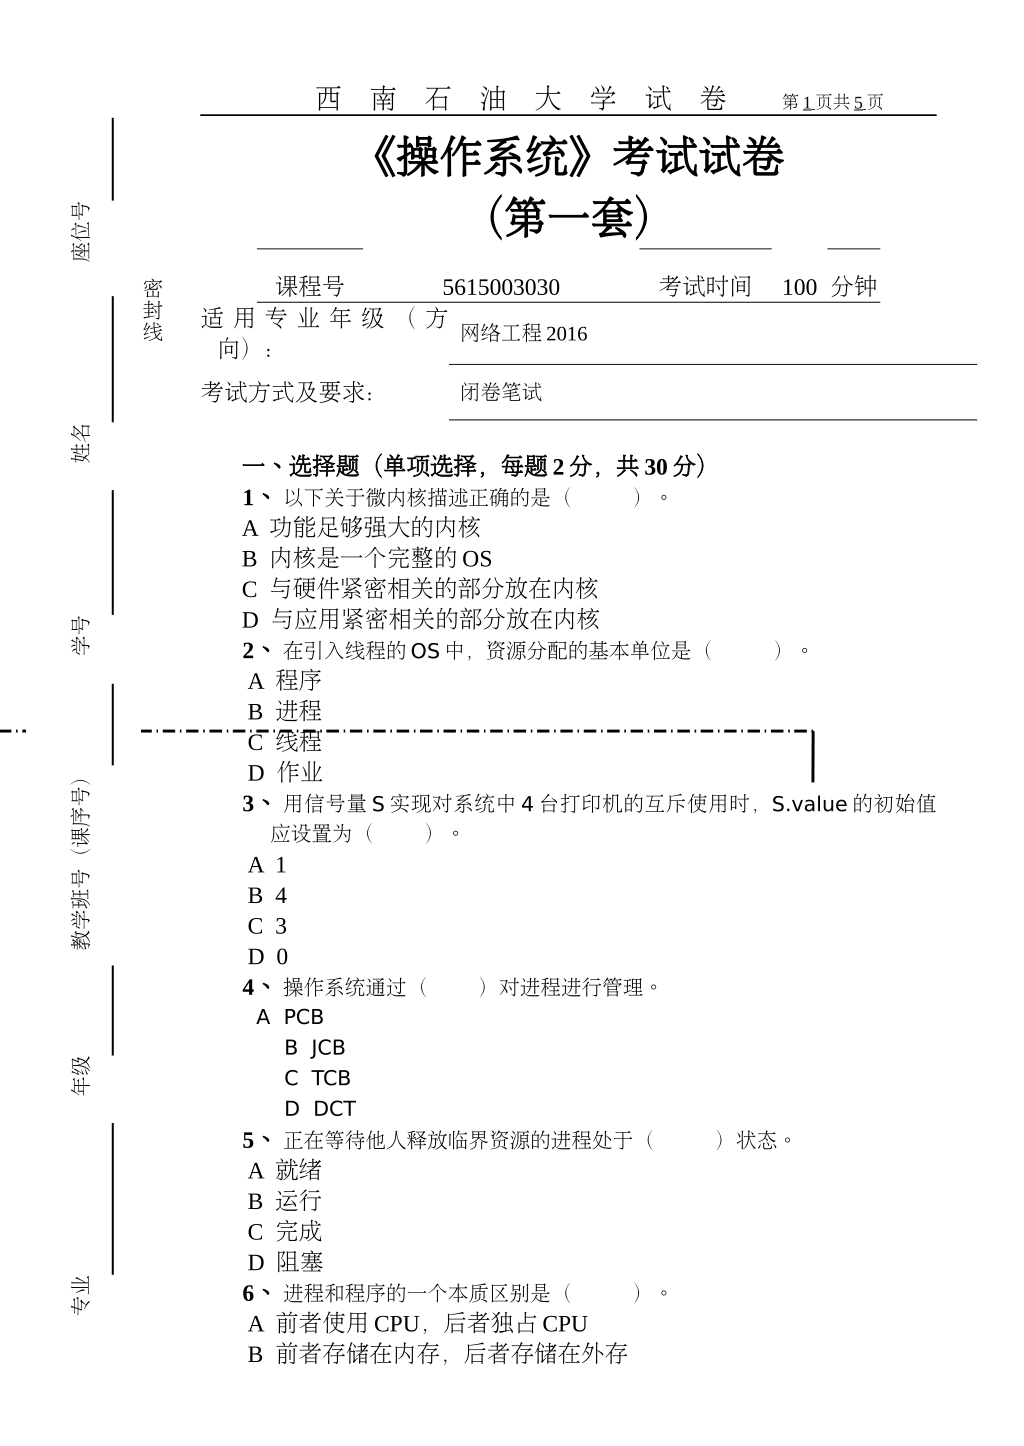 西 南 石 油 大 学 试 卷 第 1 页共 5 页
《操作系统》考试试卷
（第一套）
课程号 5615003030 考试时间 100 分钟
适用专业年级（方
向）: 网络工程 2016
考试方式及要求: 闭卷笔试
座位号
密封线
姓名
学号
教学班号（课序号）
年级
专业
一、选择题（单项选择，每题 2 分，共 30 分）
1、 以下关于微内核描述正确的是（ ）。
A 功能足够强大的内核
B 内核是一个完整的 OS
C 与硬件紧密相关的部分放在内核
D 与应用紧密相关的部分放在内核
2、 在引入线程的 OS 中，资源分配的基本单位是（ ）。
A 程序
B 进程
C 线程
D 作业
3、 用信号量 S 实现对系统中 4 台打印机的互斥使用时，S.value 的初始值
应设置为（ ）。
A 1
B 4
C 3
D 0
4、 操作系统通过（ ）对进程进行管理。
A PCB
B JCB
C TCB
D DCT
5、 正在等待他人释放临界资源的进程处于（ ）状态。
A 就绪
B 运行
C 完成
D 阻塞
6、 进程和程序的一个本质区别是（ ）。
A 前者使用 CPU，后者独占 CPU
B 前者存储在内存，后者存储在外存